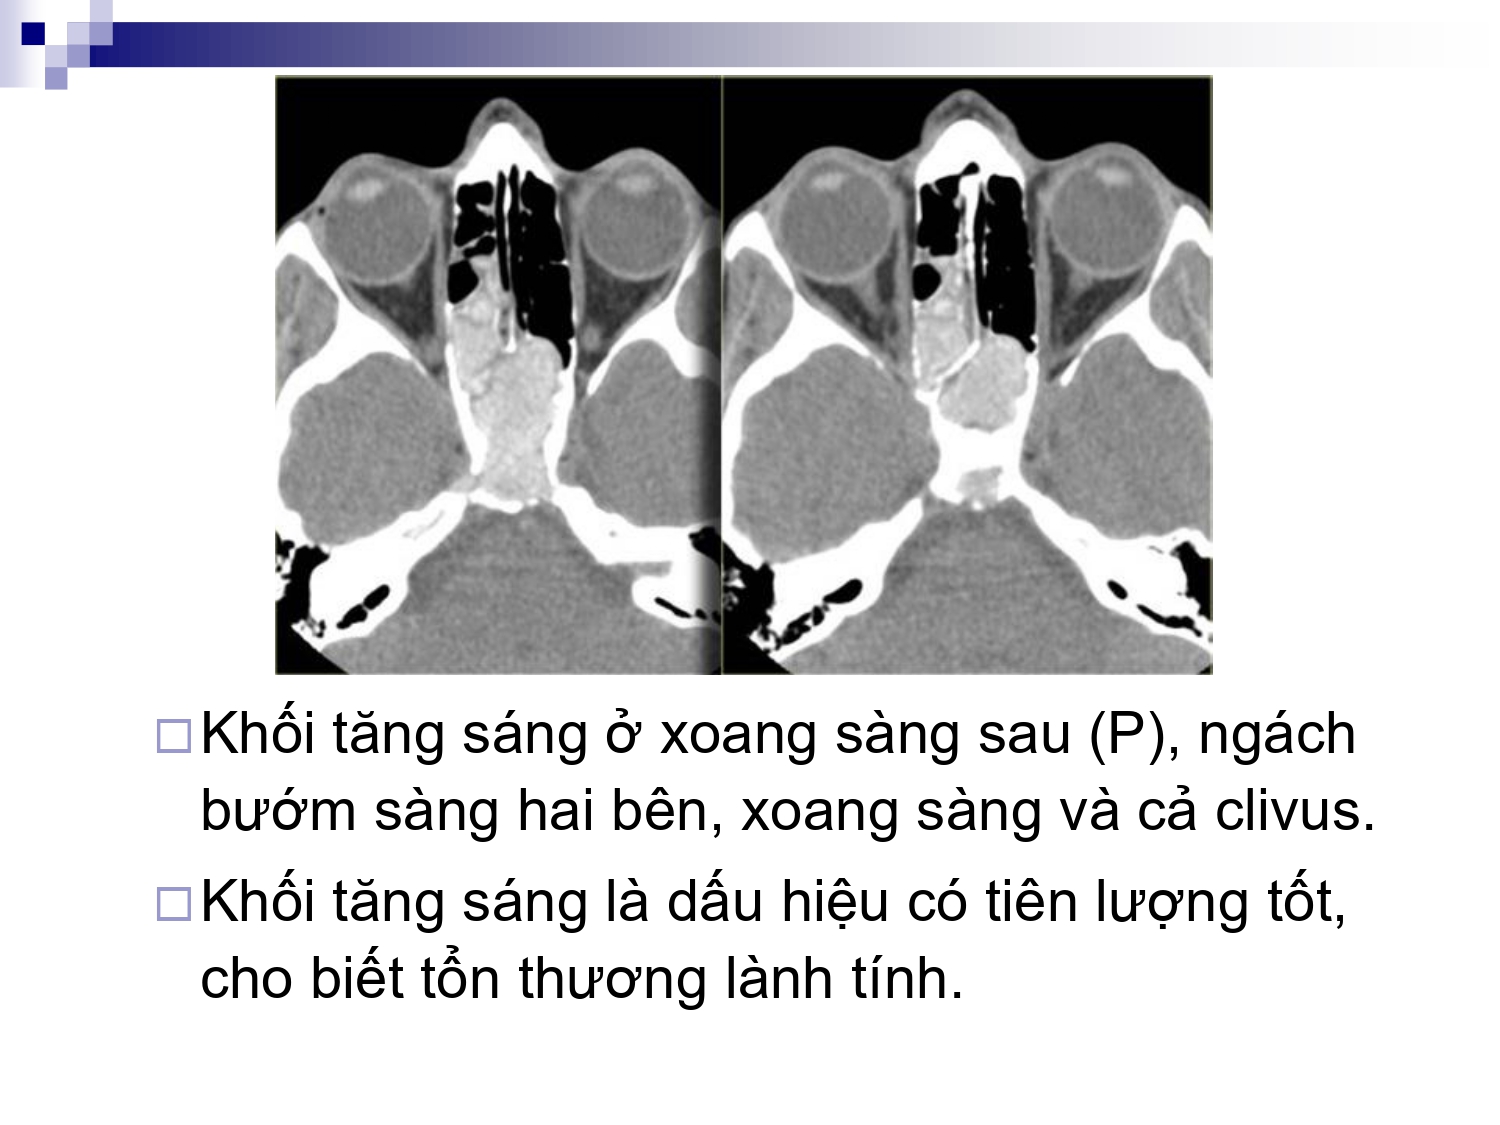 Khối tăng sáng ở xoang sàng sau (P), ngách
bướm sàng hai bên, xoang sàng và cả clivus.
Khối tăng sáng là dấu hiệu có tiên lượng tốt,
cho biết tổn thương lành tính.